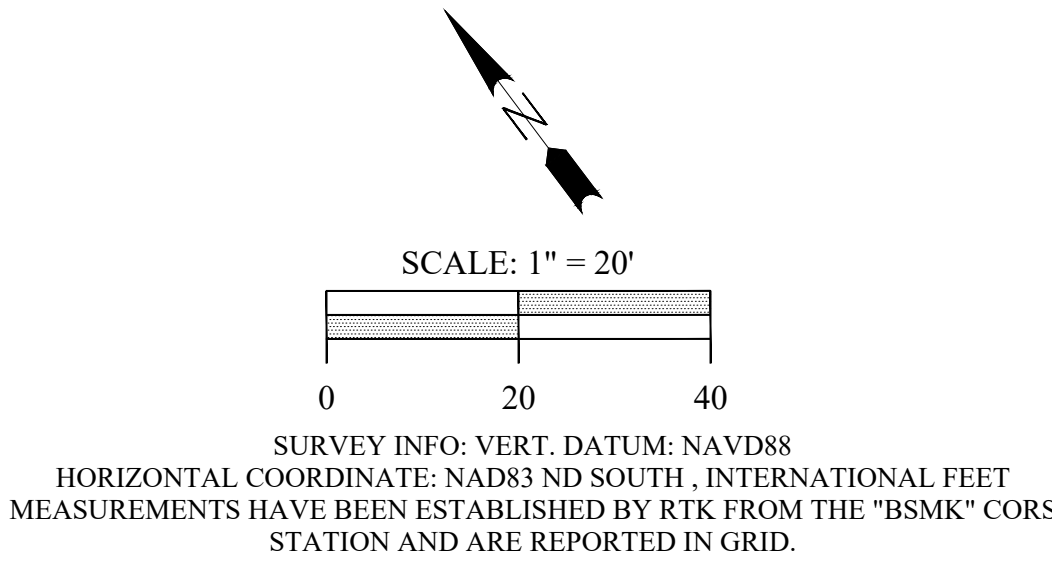 N
SCALE: 1" = 20'
0 20 40
SURVEY INFO: VERT. DATUM: NAVD88
HORIZONTAL COORDINATE: NAD83 ND SOUTH , INTERNATIONAL FEET
MEASUREMENTS HAVE BEEN ESTABLISHED BY RTK FROM THE "BSMK" CORS
STATION AND ARE REPORTED IN GRID.